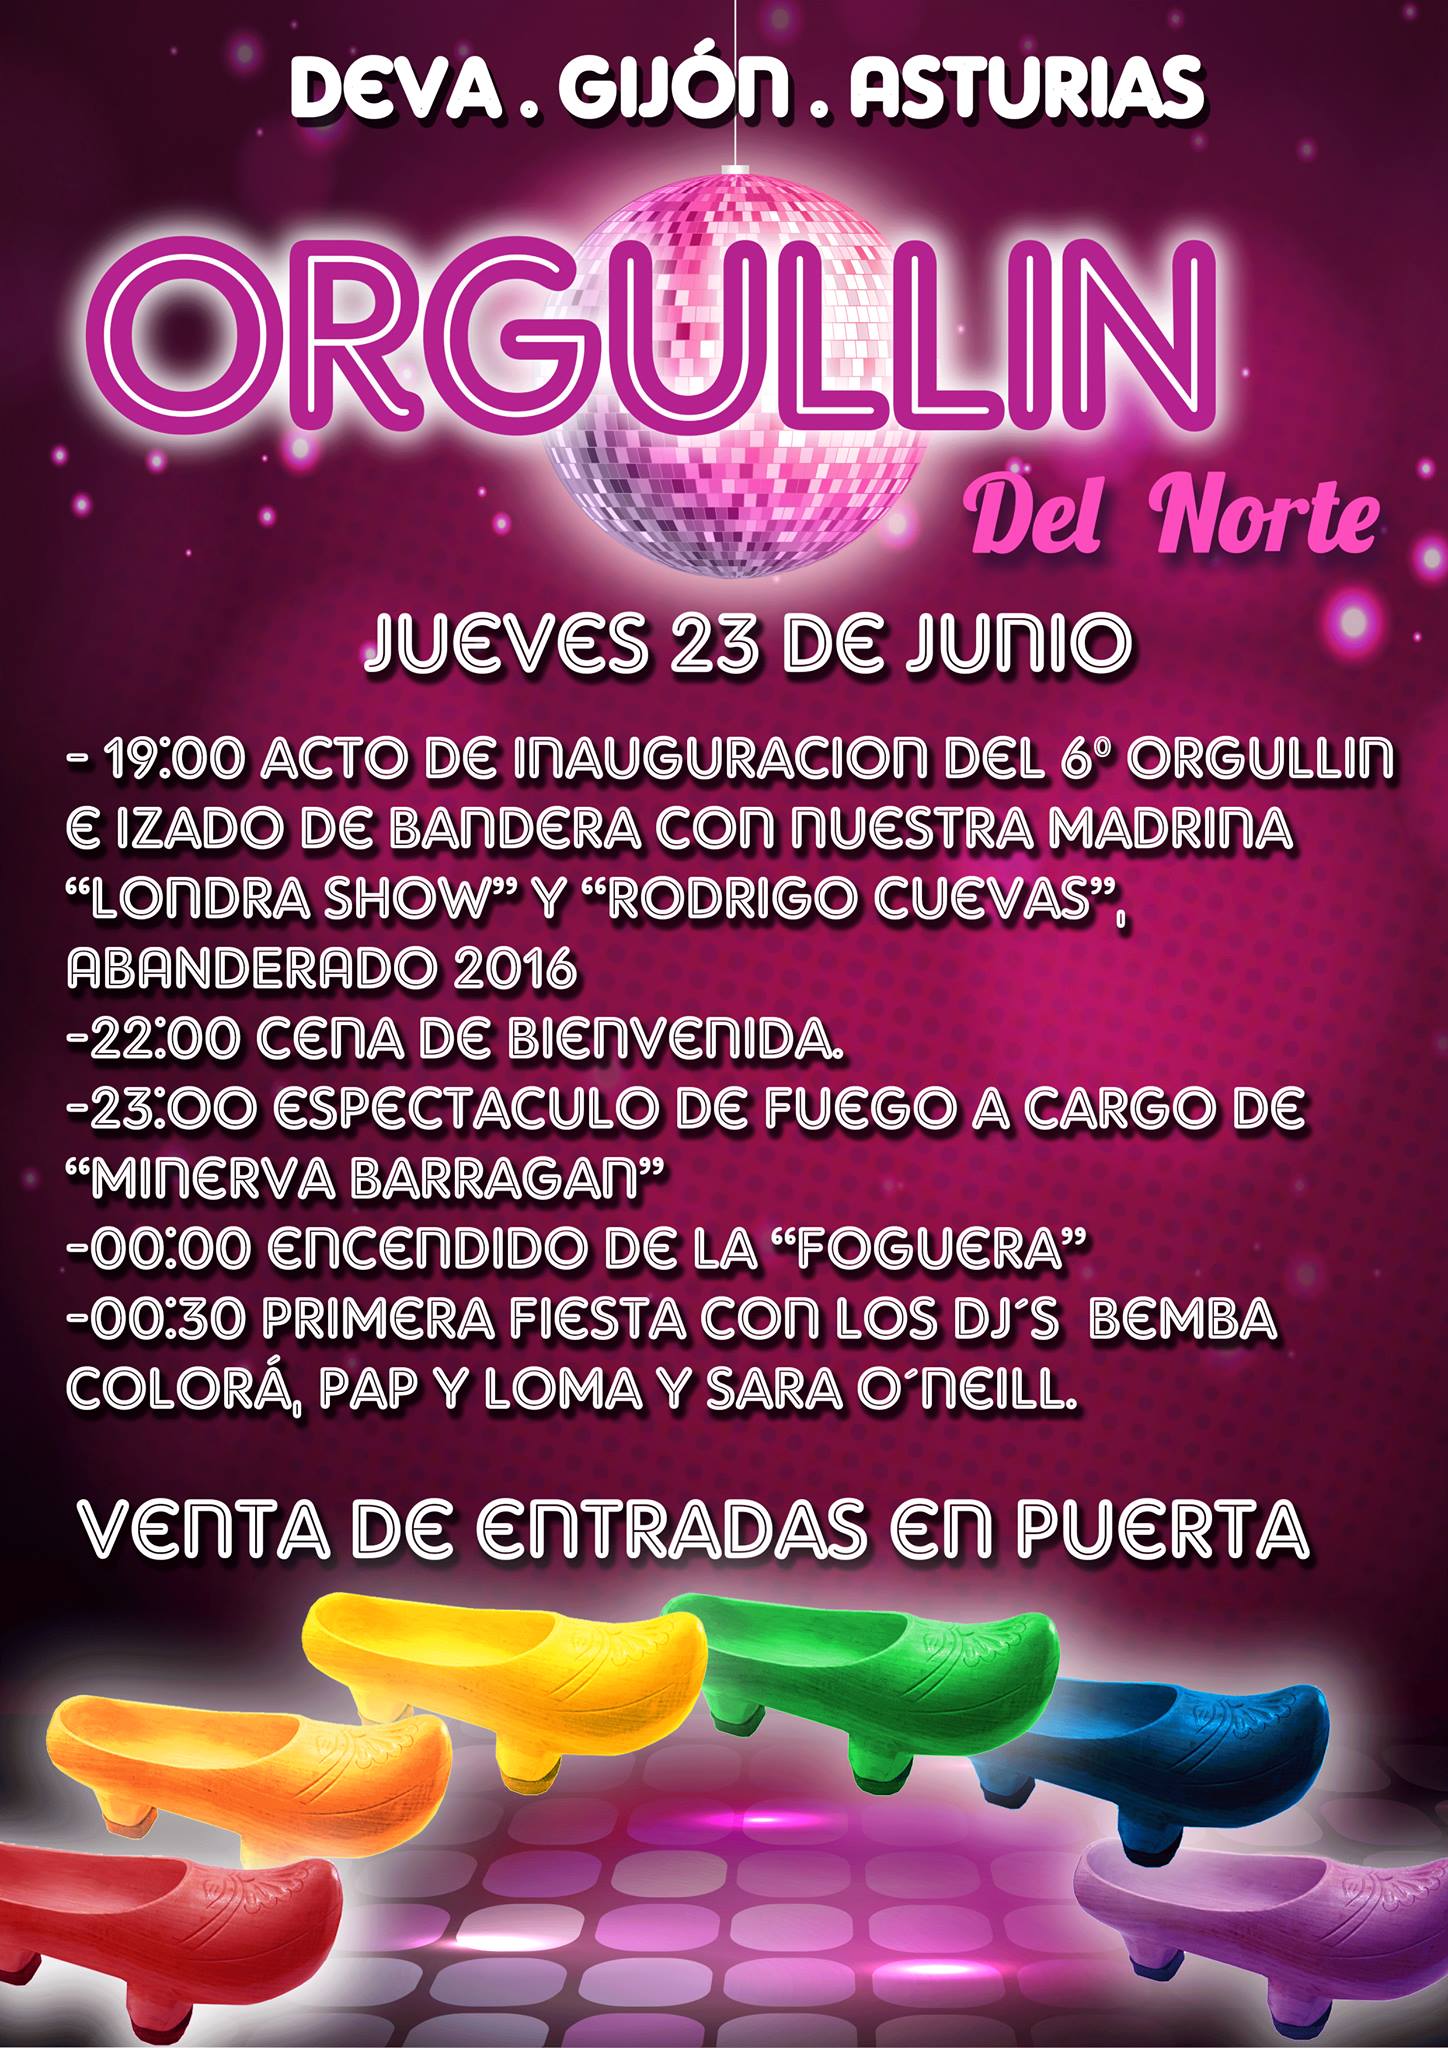 DEVA . GIJÓN . ASTURIAS
ORGULLIN
Del Norte
JUEVES 23 DE JUNIO
- 19:00 ACTO DE INAUGURACION DEL 6º ORGULLIN
E IZADO DE BANDERA CON NUESTRA MADRINA
“LONDRA SHOW” Y “RODRIGO CUEVAS”,
ABANDERADO 2016
-22:00 CENA DE BIENVENIDA.
-23:00 ESPECTACULO DE FUEGO A CARGO DE
“MINERVA BARRAGAN”
-00:00 ENCENDIDO DE LA “FOGUERA”
-00:30 PRIMERA FIESTA CON LOS DJ´S BEMBA
COLORÁ, PAP Y LOMA Y SARA O´NEILL.
VENTA DE ENTRADAS EN PUERTA